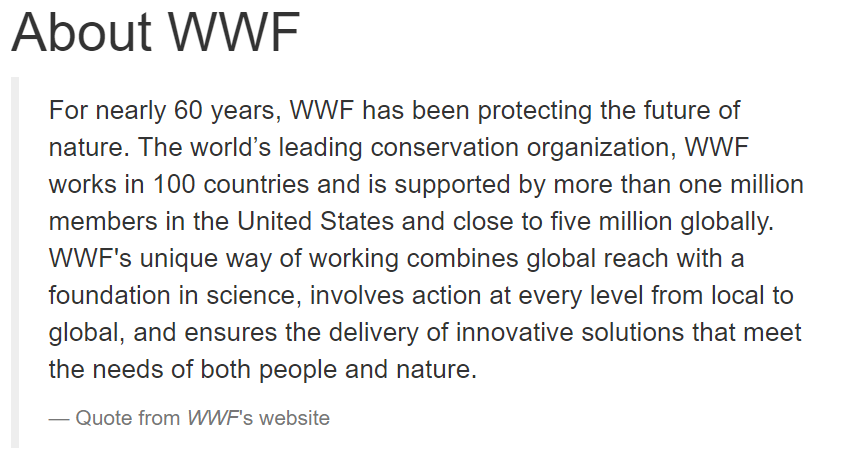 About WWF
For nearly 60 years, WWF has been protecting the future of
nature. The world’s leading conservation organization, WWF
works in 100 countries and is supported by more than one million
members in the United States and close to five million globally.
WWF's unique way of working combines global reach with a
foundation in science, involves action at every level from local to
global, and ensures the delivery of innovative solutions that meet
the needs of both people and nature.
— Quote from WWF's website